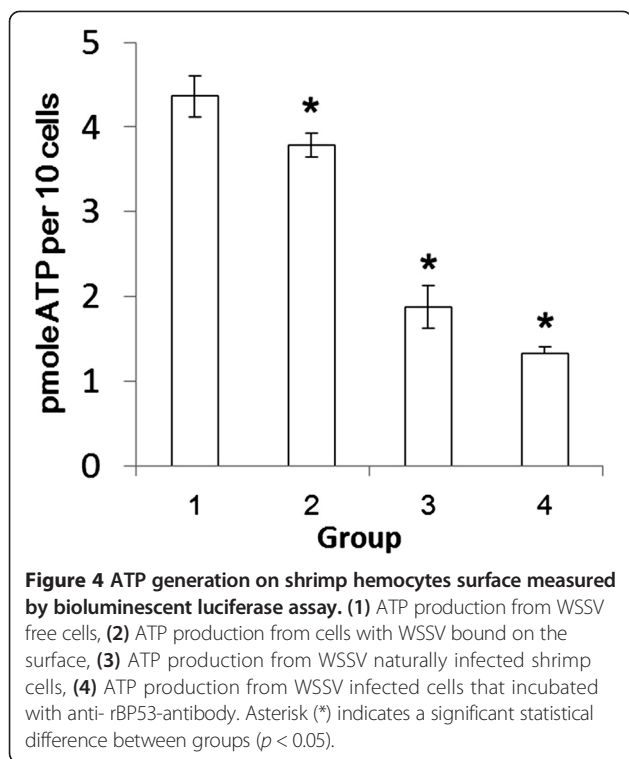 5
4
3
2
1
0
pmole ATP per 10 cells
*
*
*
1
2
3
4
Group
Figure 4 ATP generation on shrimp hemocytes surface measured
by bioluminescent luciferase assay. (1) ATP production from WSSV
free cells, (2) ATP production from cells with WSSV bound on the
surface, (3) ATP production from WSSV naturally infected shrimp
cells, (4) ATP production from WSSV infected cells that incubated
with anti- rBP53-antibody. Asterisk (*) indicates a significant statistical
difference between groups (p < 0.05).